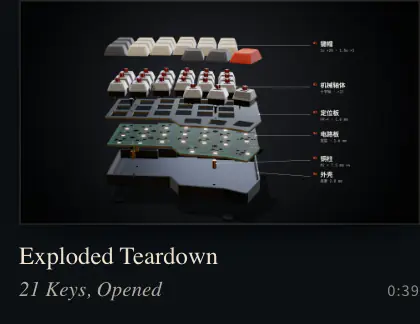 键帽
机械轴体
定位板
电路板
铜柱
外壳
Exploded Teardown
21 Keys, Opened
0:39